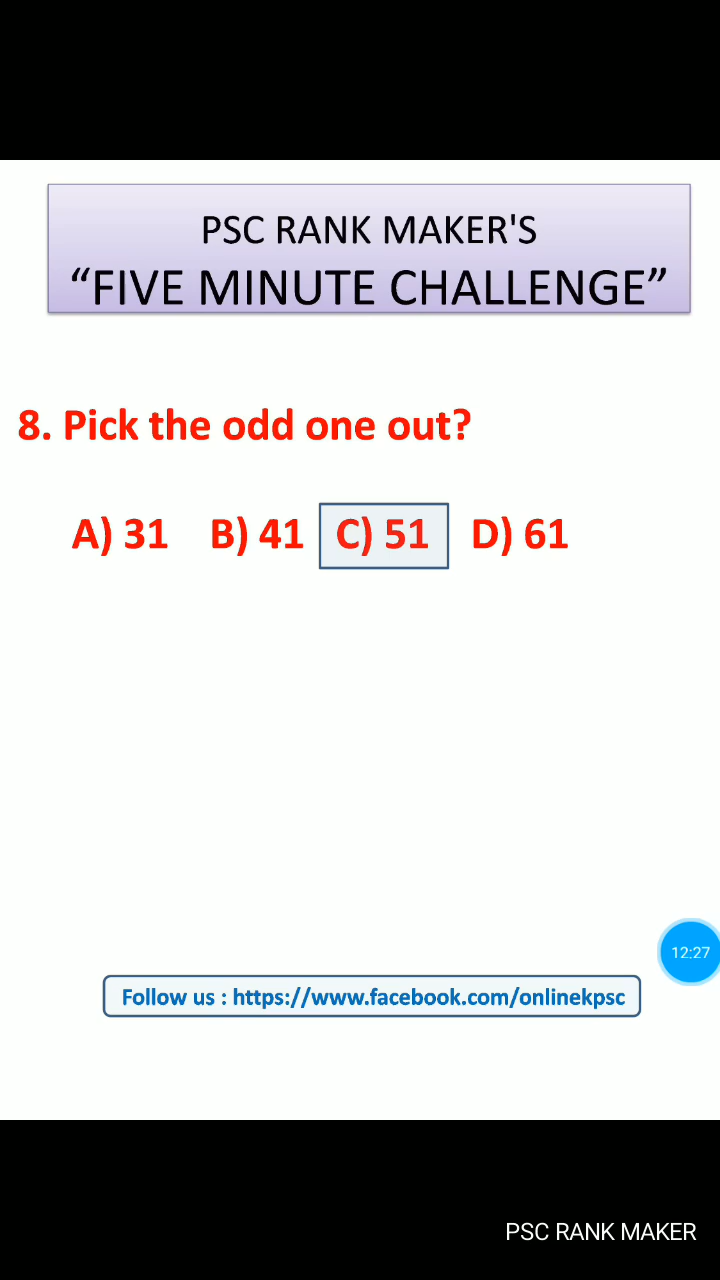 PSC RANK MAKER'S
“FIVE MINUTE CHALLENGE”
8. Pick the odd one out?
A) 31 B) 41 C) 51 D) 61
12:27
Follow us : https://www.facebook.com/onlinekpsc
PSC RANK MAKER